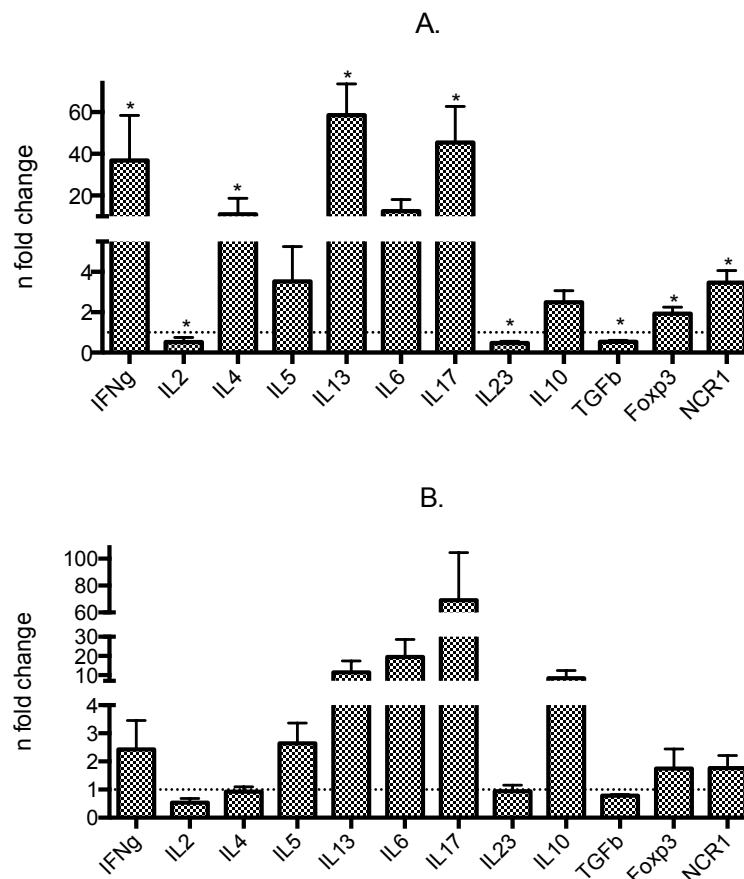 A.
n fold change
60
40
20
4
2
0
* * * * * * * * *
IFNg IL2 IL4 IL5 IL13 IL6 IL17 IL23 IL10 TGFb Foxp3 NCR1
B.
n fold change
100
80
60
30
20
10
4
3
2
1
0
IFNg IL2 IL4 IL5 IL13 IL6 IL17 IL23 IL10 TGFb Foxp3 NCR1